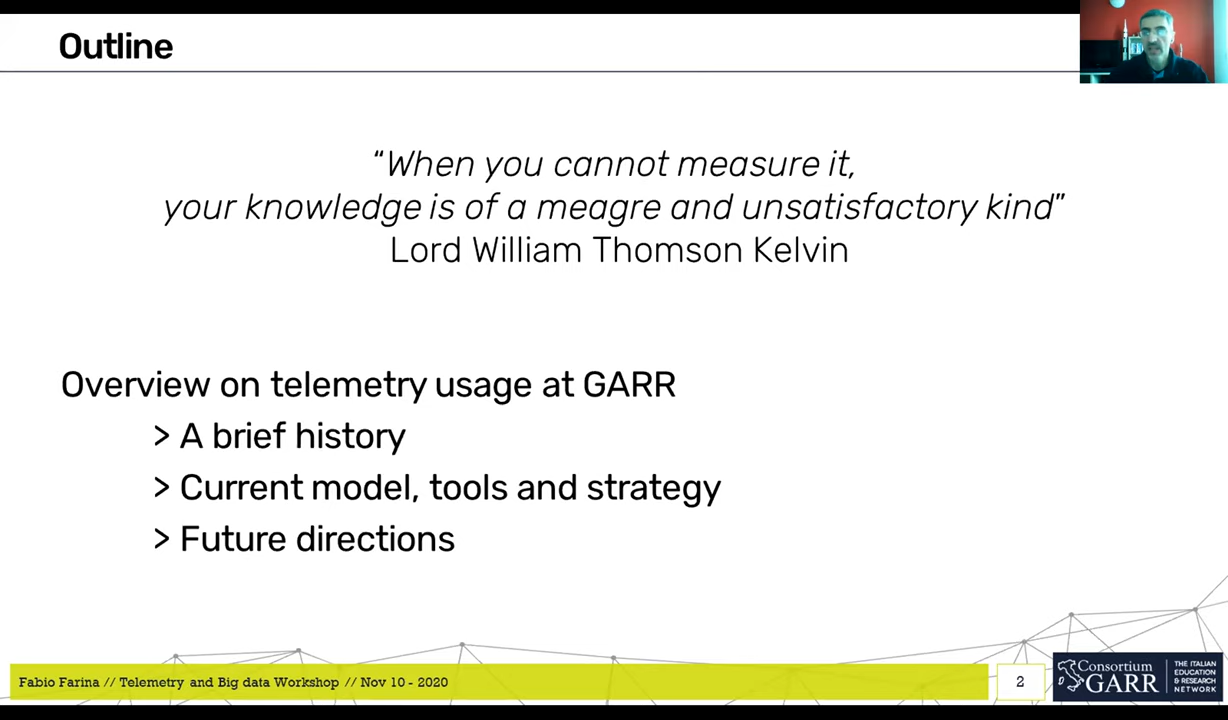 Outline
“When you cannot measure it,
your knowledge is of a meagre and unsatisfactory kind”
Lord William Thomson Kelvin
Overview on telemetry usage at GARR
> A brief history
> Current model, tools and strategy
> Future directions
Fabio Farina // Telemetry and Big data Workshop // Nov 10 - 2020
2
Consortium
GARR
THE ITALIAN
EDUCATION
& RESEARCH
NETWORK